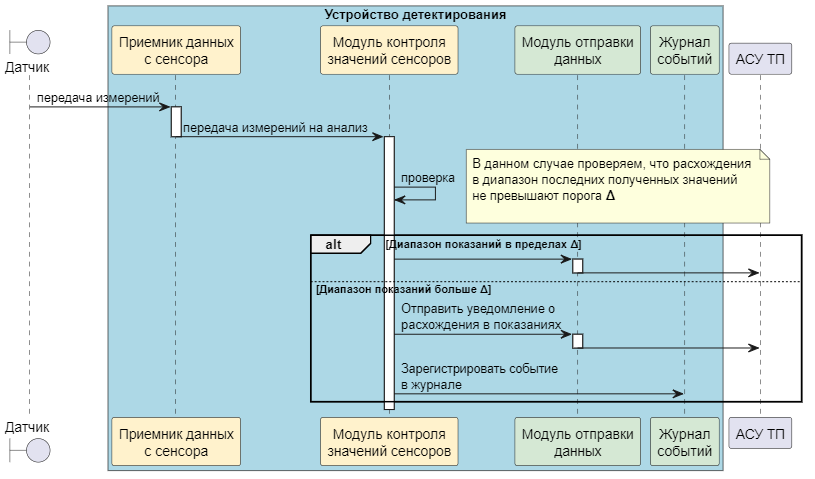 Устройство детектирования
Датчик
Приемник данных
с сенсора
Модуль контроля
значений сенсоров
Модуль отправки
данных
Журнал
событий
АСУ ТП
передача измерений
передача измерений на анализ
проверка
В данном случае проверяем, что расхождения
в диапазон последних полученных значений
не превышают порога Δ
alt
[Диапазон показаний в пределах Δ]
[Диапазон показаний больше Δ]
Отправить уведомление о
расхождения в показаниях
Зарегистрировать событие
в журнале
Датчик
Приемник данных
с сенсора
Модуль контроля
значений сенсоров
Модуль отправки
данных
Журнал
событий
АСУ ТП